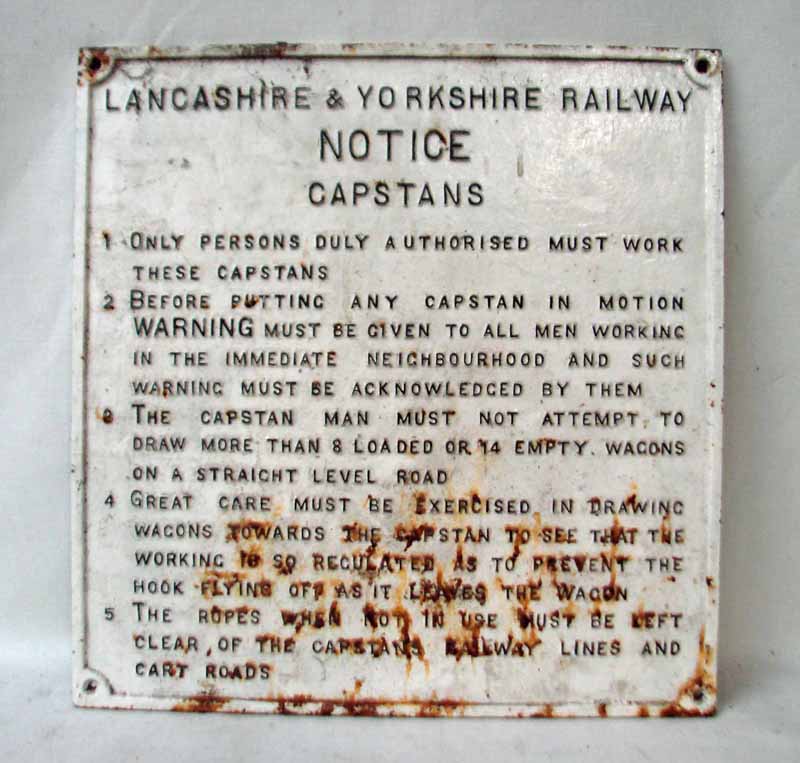 LANCASHIRE & YORKSHIRE RAILWAY
NOTICE
CAPSTANS
1 ONLY PERSONS DULY AUTHORISED MUST WORK
THESE CAPSTANS
2 BEFORE PUTTING ANY CAPSTAN IN MOTION
WARNING MUST BE GIVEN TO ALL MEN WORKING
IN THE IMMEDIATE NEIGHBOURHOOD AND SUCH
WARNING MUST BE ACKNOWLEDGED BY THEM
3 THE CAPSTAN MAN MUST NOT ATTEMPT TO
DRAW MORE THAN 8 LOADED OR 14 EMPTY WAGONS
ON A STRAIGHT LEVEL ROAD
4 GREAT CARE MUST BE EXERCISED IN DRAWING
WAGONS TOWARDS THE CAPSTAN TO SEE THAT THE
WORKING IS SO REGULATED AS TO PREVENT THE
HOOK FLYING OFF AS IT LEAVES THE WAGON
5 THE ROPES WHEN NOT IN USE MUST BE LEFT
CLEAR OF THE CAPSTANS RAILWAY LINES AND
CART ROADS